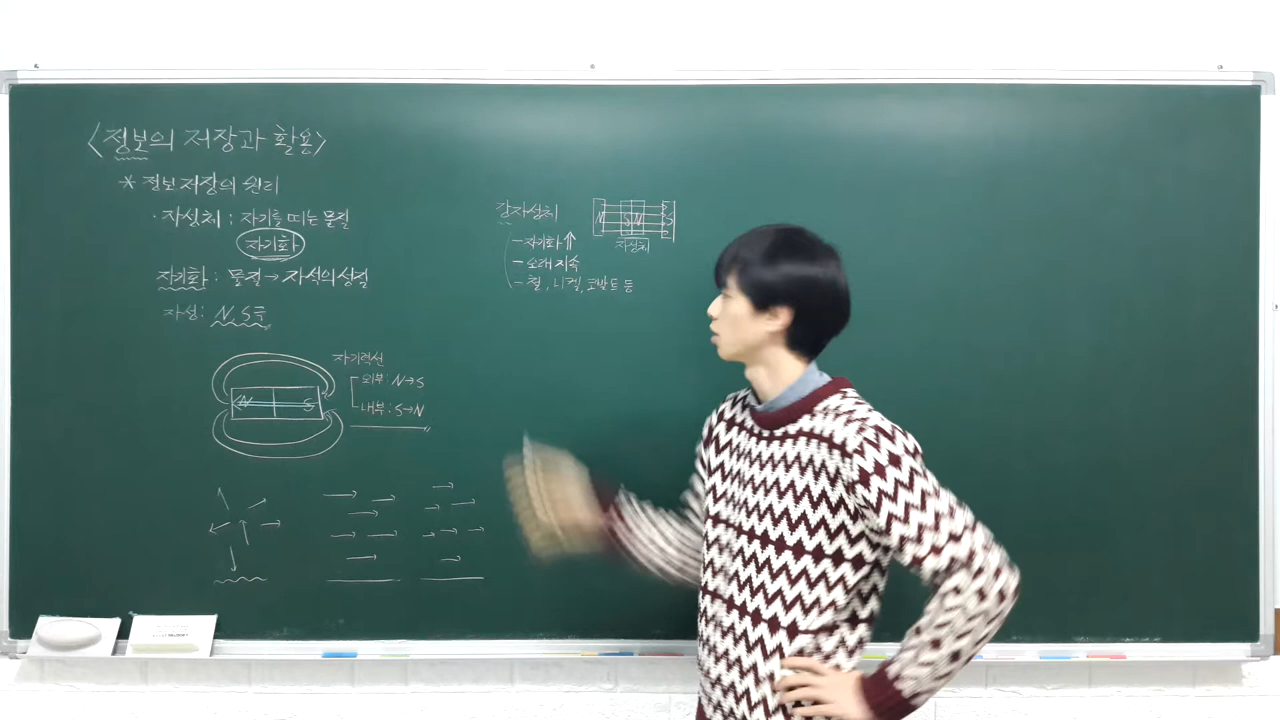 <정보의 저장과 활용>
* 정보 저장의 원리
· 자성체 : 자기를 띠는 물질
자기화
자기화 : 물질 → 자석의 성질
자성 : N, S극
자기력선
외부 : N→S
내부 : S→N
N S
강자성체
- 자기화 ⇑
- 오래 지속
- 철, 니켈, 코발트 등
N S N S
자성체